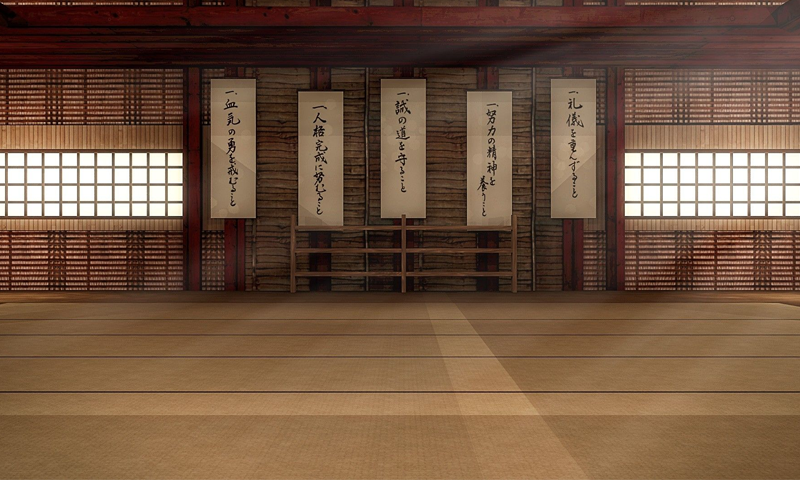 一、礼儀を重んずること
一、努力の精神を養うこと
一、誠の道を守ること
一、人格完成に努むること
一、血気の勇を戒むること